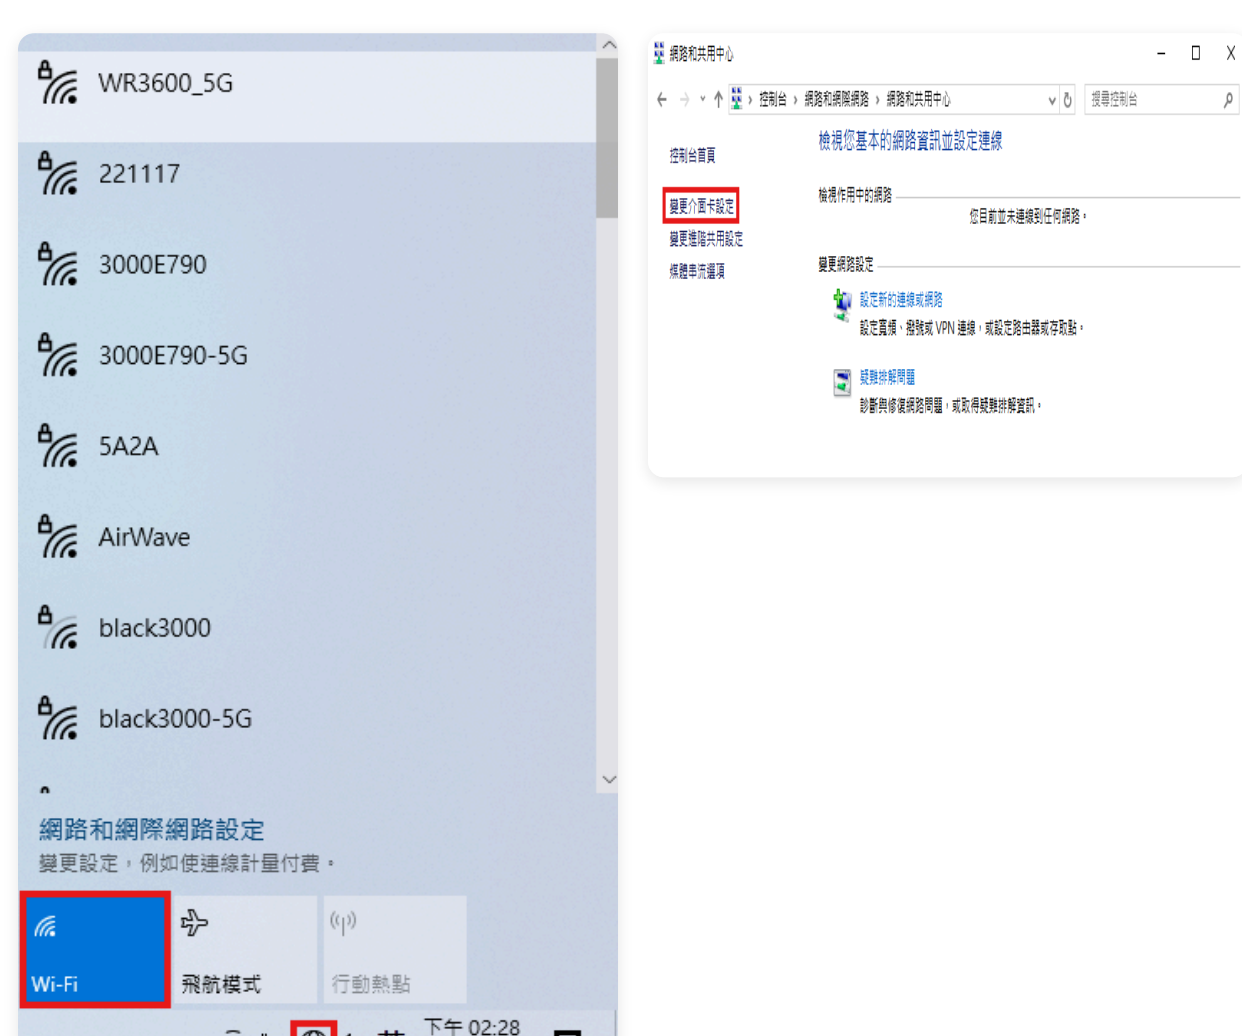 WR3600_5G
221117
3000E790
3000E790-5G
5A2A
AirWave
black3000
black3000-5G
網路和網際網路設定
變更設定，例如使連線計量付費。
Wi-Fi
飛航模式
行動熱點
下午 02:28
網路和共用中心
控制台 › 網路和網際網路 › 網路和共用中心
搜尋控制台
控制台首頁
變更介面卡設定
變更進階共用設定
媒體串流選項
檢視您基本的網路資訊並設定連線
檢視作用中的網路
您目前並未連線到任何網路。
變更網路設定
設定新的連線或網路
設定寬頻、撥號或 VPN 連線，或設定路由器或存取點。
疑難排解問題
診斷與修復網路問題，或取得疑難排解資訊。